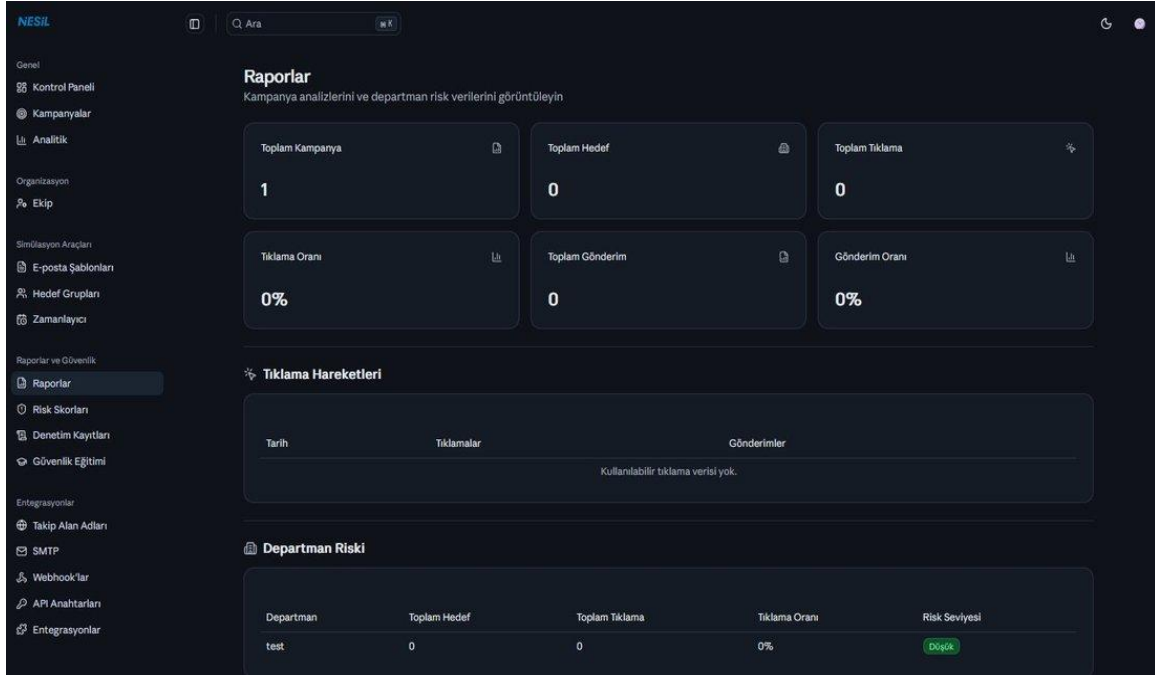 NESİL
Ara
⌘ K
Genel
Kontrol Paneli
Kampanyalar
Analitik
Organizasyon
Ekip
Simülasyon Araçları
E-posta Şablonları
Hedef Grupları
Zamanlayıcı
Raporlar ve Güvenlik
Raporlar
Risk Skorları
Denetim Kayıtları
Güvenlik Eğitimi
Entegrasyonlar
Takip Alan Adları
SMTP
Webhook'lar
API Anahtarları
Entegrasyonlar
Raporlar
Kampanya analizlerini ve departman risk verilerini görüntüleyin
Toplam Kampanya
1
Toplam Hedef
0
Toplam Tıklama
0
Tıklama Oranı
0%
Toplam Gönderim
0
Gönderim Oranı
0%
Tıklama Hareketleri
Tarih Tıklamalar Gönderimler
Kullanılabilir tıklama verisi yok.
Departman Riski
Departman Toplam Hedef Toplam Tıklama Tıklama Oranı Risk Seviyesi
test 0 0 0% Düşük